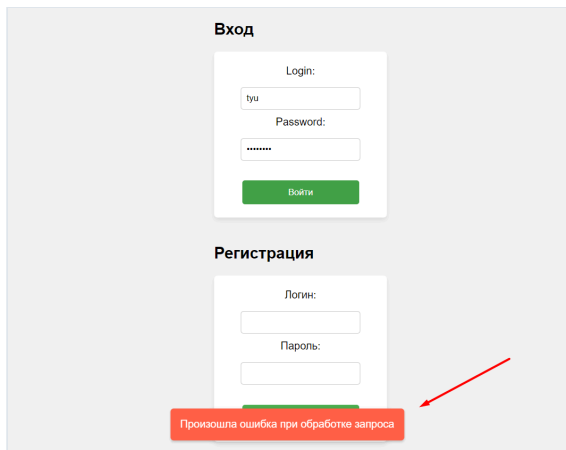 Вход
Login:
tyu
Password:
••••••••
Войти
Регистрация
Логин:
Пароль:
Произошла ошибка при обработке запроса